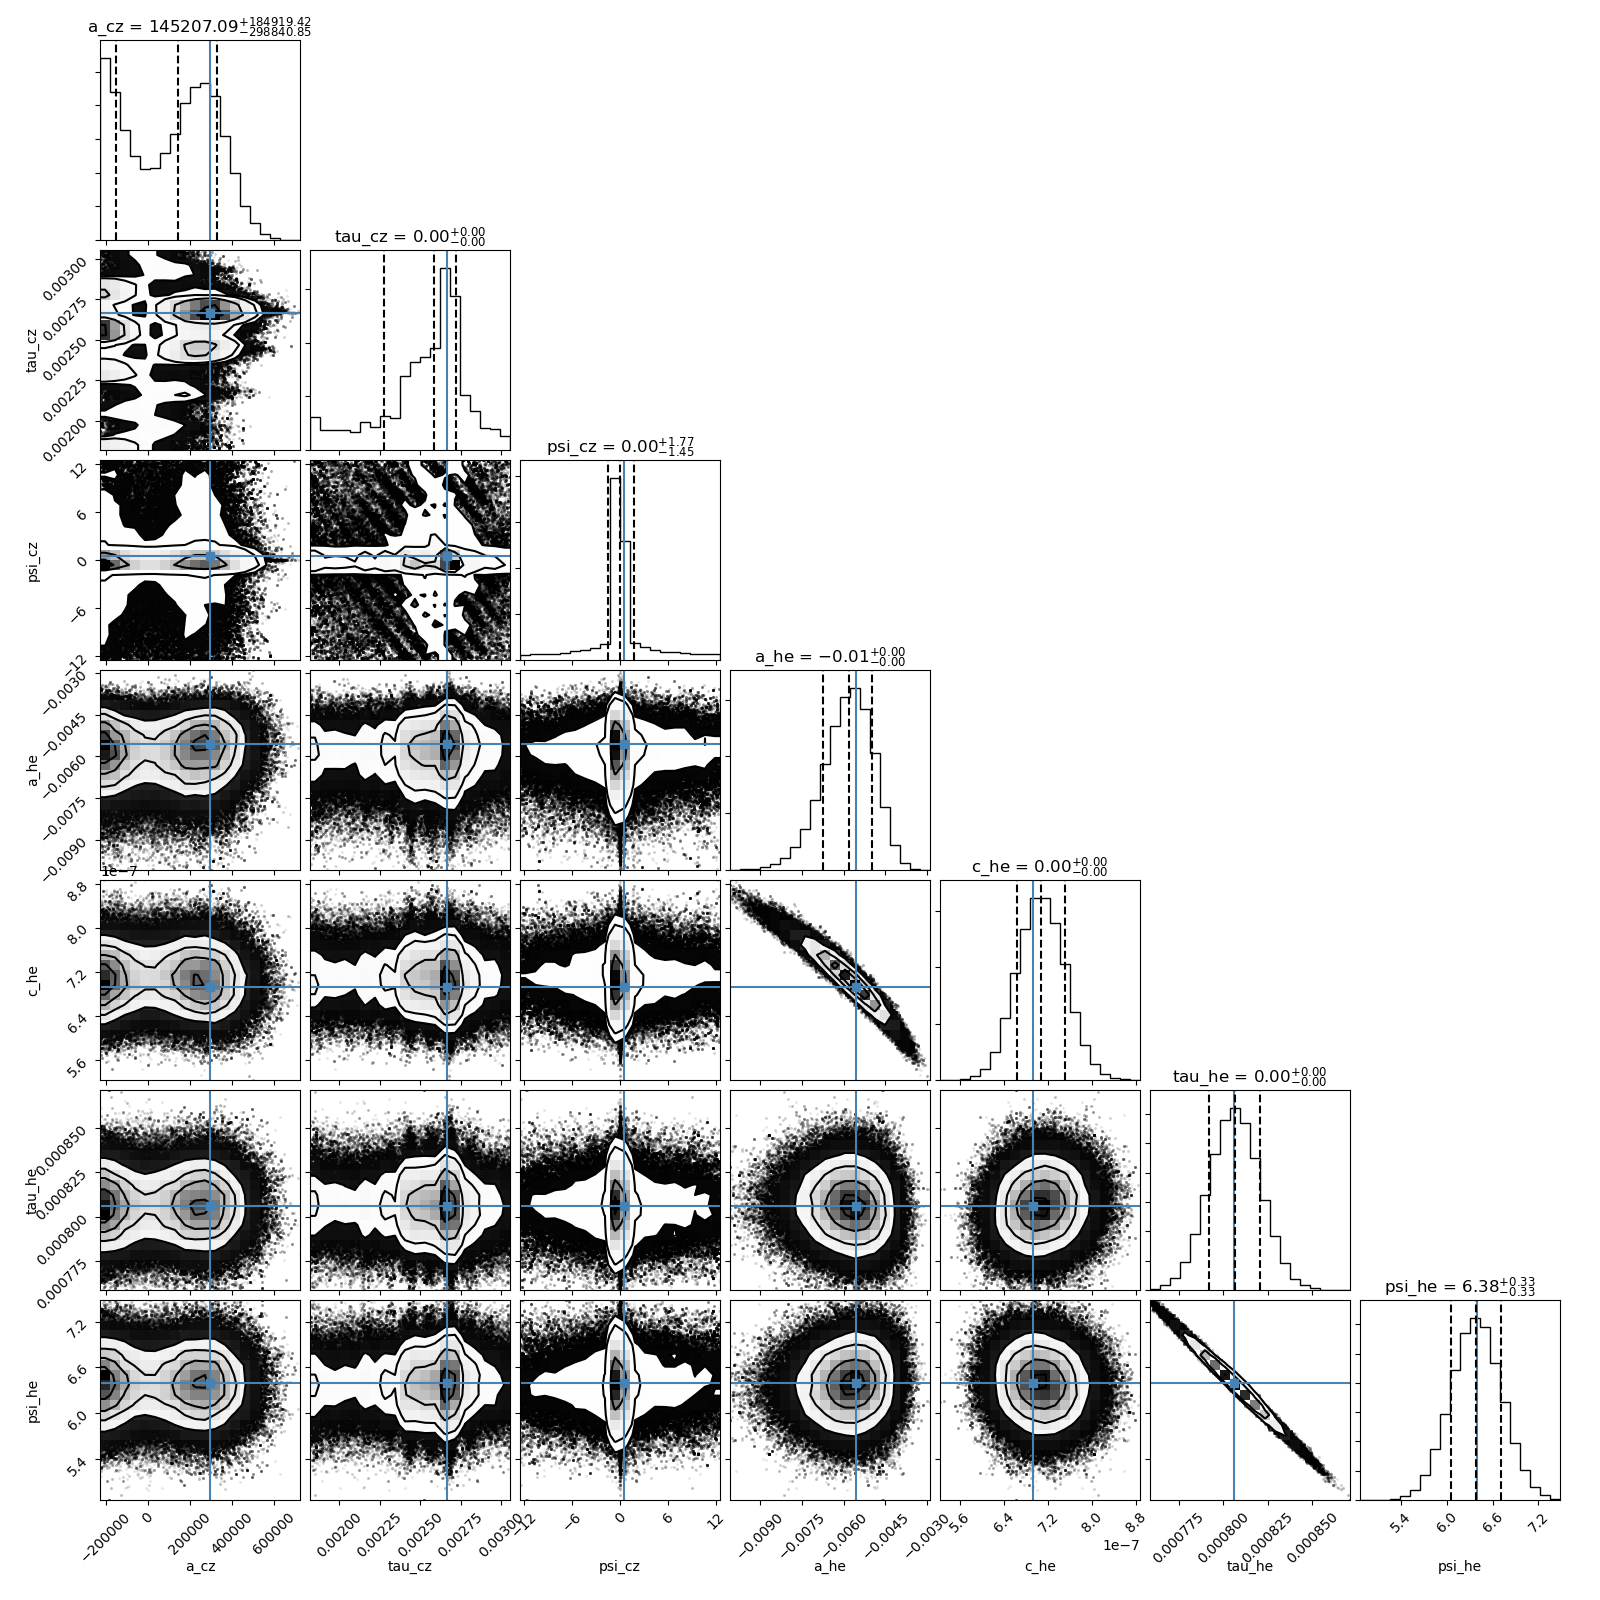 a_cz = 145207.09 +184919.42 −298840.85
tau_cz = 0.00 +0.00 −0.00
0.00300
0.00275
0.00250
0.00225
0.00200
tau_cz
psi_cz = 0.00 +1.77 −1.45
12
6
0
−6
−12
psi_cz
a_he = −0.01 +0.00 −0.00
−0.0030
−0.0045
−0.0060
−0.0075
−0.0090
a_he
c_he = 0.00 +0.00 −0.00
1e−7
8.8
8.0
7.2
6.4
5.6
c_he
tau_he = 0.00 +0.00 −0.00
0.000850
0.000825
0.000800
0.000775
tau_he
psi_he = 6.38 +0.33 −0.33
7.2
6.6
6.0
5.4
psi_he
−200000 0 200000 400000 600000
0.00200 0.00225 0.00250 0.00275 0.00300
−12 −6 0 6 12
−0.0090 −0.0075 −0.0060 −0.0045 −0.0030
5.6 6.4 7.2 8.0 8.8
1e−7
0.000775 0.000800 0.000825 0.000850
5.4 6.0 6.6 7.2
a_cz tau_cz psi_cz a_he c_he tau_he psi_he